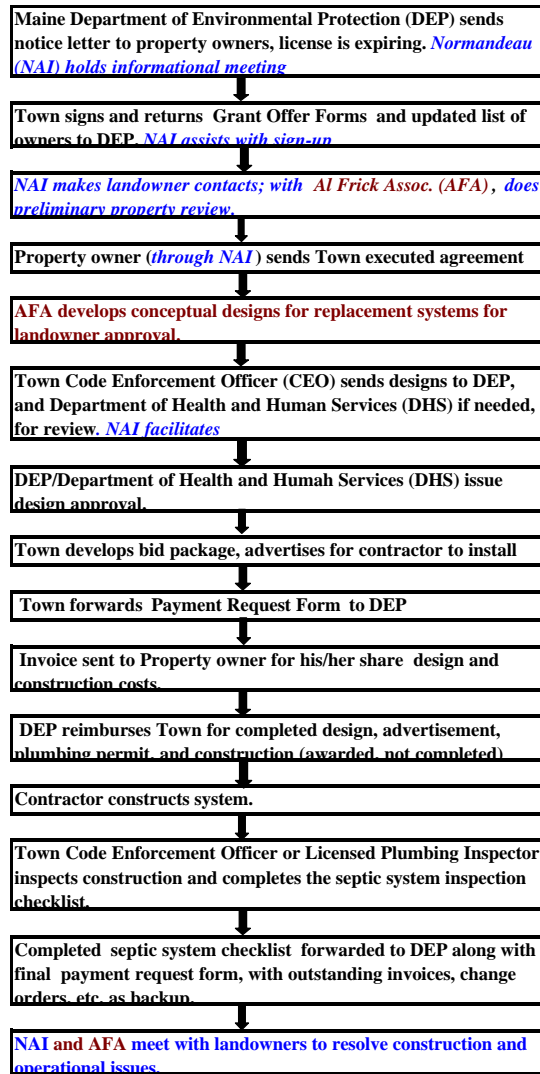 Maine Department of Environmental Protection (DEP) sends
notice letter to property owners, license is expiring. Normandeau
(NAI) holds informational meeting
Town signs and returns Grant Offer Forms and updated list of
owners to DEP. NAI assists with sign-up
NAI makes landowner contacts; with Al Frick Assoc. (AFA), does
preliminary property review.
Property owner (through NAI) sends Town executed agreement
AFA develops conceptual designs for replacement systems for
landowner approval.
Town Code Enforcement Officer (CEO) sends designs to DEP,
and Department of Health and Human Services (DHS) if needed,
for review. NAI facilitates
DEP/Department of Health and Humah Services (DHS) issue
design approval.
Town develops bid package, advertises for contractor to install
Town forwards Payment Request Form to DEP
Invoice sent to Property owner for his/her share design and
construction costs.
DEP reimburses Town for completed design, advertisement,
plumbing permit, and construction (awarded, not completed)
Contractor constructs system.
Town Code Enforcement Officer or Licensed Plumbing Inspector
inspects construction and completes the septic system inspection
checklist.
Completed septic system checklist forwarded to DEP along with
final payment request form, with outstanding invoices, change
orders, etc. as backup.
NAI and AFA meet with landowners to resolve construction and
operational issues.